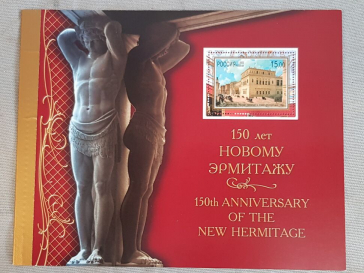 РОССИЯ
15.00
150 лет
НОВОМУ
ЭРМИТАЖУ
150th ANNIVERSARY
OF THE
NEW HERMITAGE